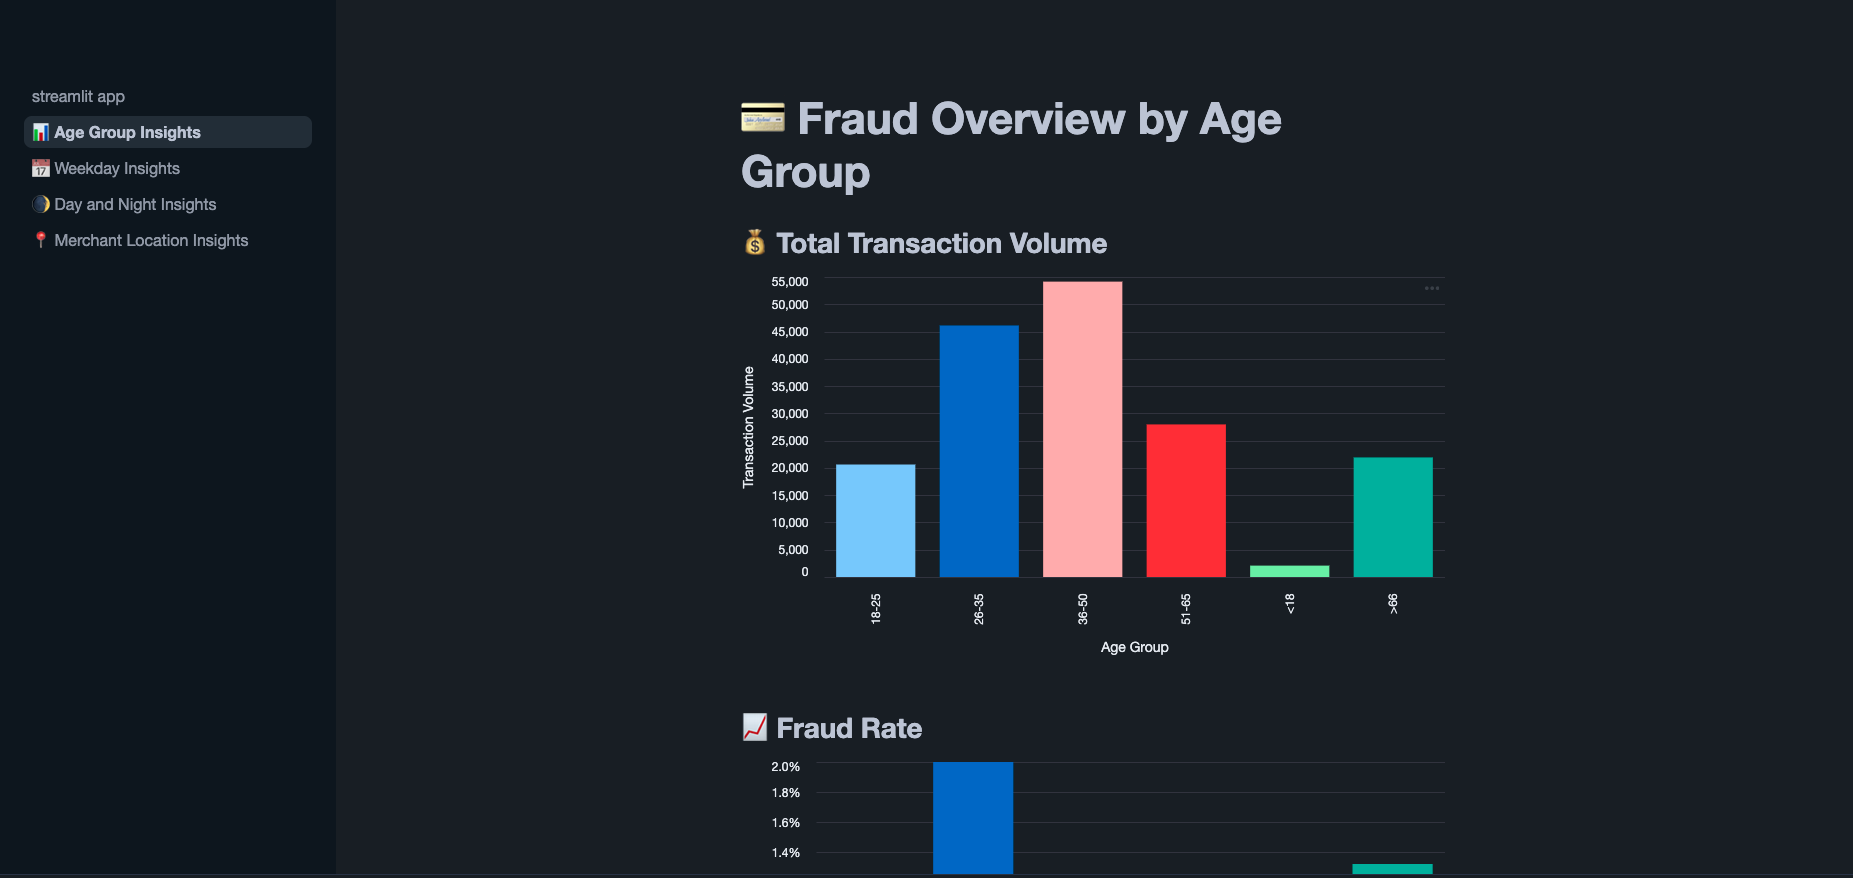 streamlit app
Age Group Insights
Weekday Insights
Day and Night Insights
Merchant Location Insights
Fraud Overview by Age
Group
Total Transaction Volume
55,000
50,000
45,000
40,000
35,000
30,000
25,000
20,000
15,000
10,000
5,000
0
Transaction Volume
18-25
26-35
36-50
51-65
<18
>66
Age Group
Fraud Rate
2.0%
1.8%
1.6%
1.4%